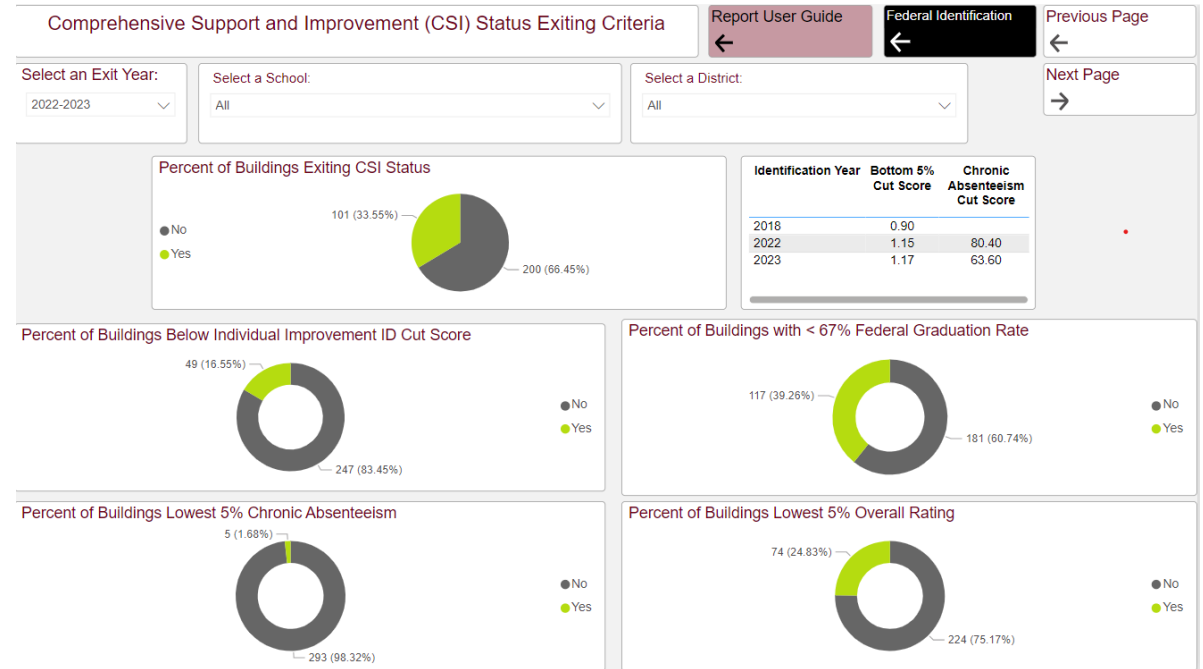 Comprehensive Support and Improvement (CSI) Status Exiting Criteria
Report User Guide
Federal Identification
Previous Page
Select an Exit Year:
2022-2023
Select a School:
All
Select a District:
All
Next Page
Percent of Buildings Exiting CSI Status
101 (33.55%)
No
Yes
200 (66.45%)
Identification Year Bottom 5% Chronic
Cut Score Absenteeism
Cut Score
2018 0.90
2022 1.15 80.40
2023 1.17 63.60
Percent of Buildings Below Individual Improvement ID Cut Score
49 (16.55%)
No
Yes
247 (83.45%)
Percent of Buildings with < 67% Federal Graduation Rate
117 (39.26%)
No
Yes
181 (60.74%)
Percent of Buildings Lowest 5% Chronic Absenteeism
5 (1.68%)
No
Yes
293 (98.32%)
Percent of Buildings Lowest 5% Overall Rating
74 (24.83%)
No
Yes
224 (75.17%)